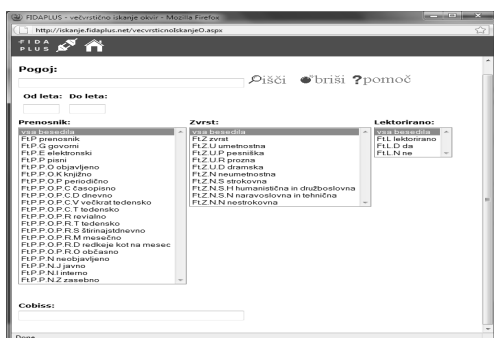 FIDAPLUS - večvrstično iskanje okvir - Mozilla Firefox
http://iskanje.fidaplus.net/vecvrsticnoIskanjeO.aspx
FIDA
PLUS
Pogoj:
Pišči briši ?pomoč
Od leta: Do leta:
Prenosnik:
vsa besedila
Ft.P prenosnik
Ft.P.G govorni
Ft.P.E elektronski
Ft.P.P pisni
Ft.P.P.O objavljeno
Ft.P.P.O.K knjižno
Ft.P.P.O.P periodično
Ft.P.P.O.P.C časopisno
Ft.P.P.O.P.C.D dnevno
Ft.P.P.O.P.C.V večkrat tedensko
Ft.P.P.O.P.C.T tedensko
Ft.P.P.O.P.R revialno
Ft.P.P.O.P.R.T tedensko
Ft.P.P.O.P.R.S štirinajstdnevno
Ft.P.P.O.P.R.M mesečno
Ft.P.P.O.P.R.D redkeje kot na mesec
Ft.P.P.O.P.R.O občasno
Ft.P.P.N neobjavljeno
Ft.P.P.N.J javno
Ft.P.P.N.I interno
Ft.P.P.N.Z zasebno
Zvrst:
vsa besedila
Ft.Z zvrst
Ft.Z.U umetnostna
Ft.Z.U.P pesniška
Ft.Z.U.R prozna
Ft.Z.U.D dramska
Ft.Z.N neumetnostna
Ft.Z.N.S strokovna
Ft.Z.N.S.H humanistična in družboslovna
Ft.Z.N.S.N naravoslovna in tehnična
Ft.Z.N.N nestrokovna
Lektorirano:
vsa besedila
Ft.L lektorirano
Ft.L.D da
Ft.L.N ne
Cobiss:
Done